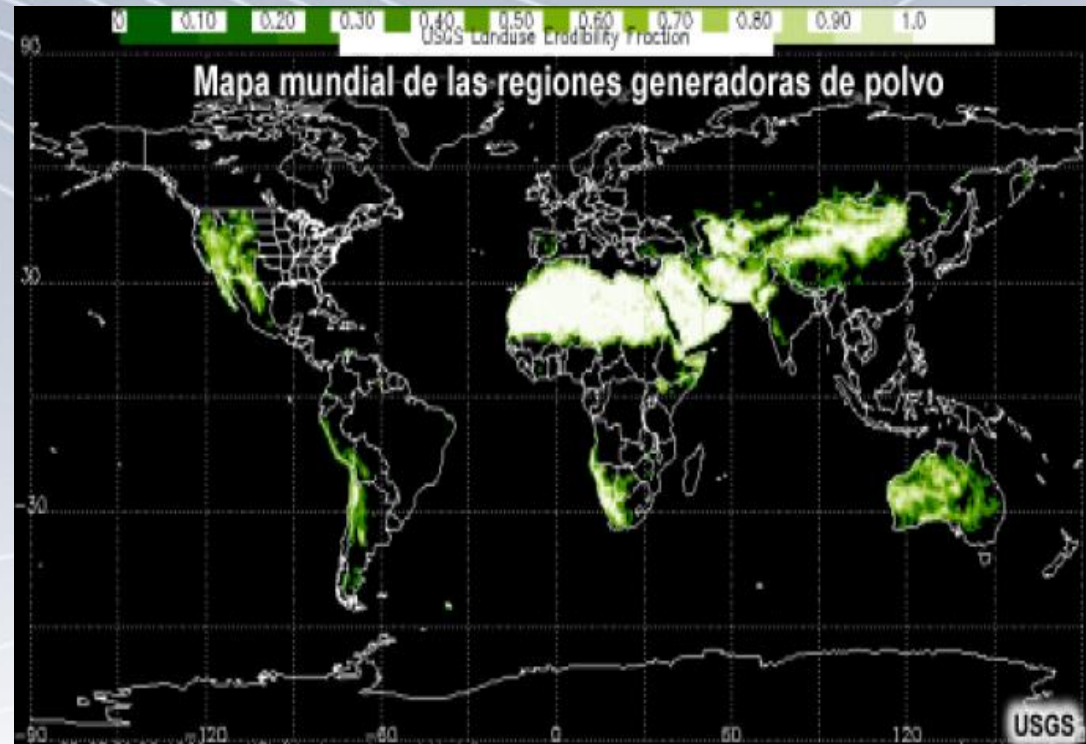 0 0.10 0.20 0.30 0.40 0.50 0.60 0.70 0.80 0.90 1.0
USGS Landuse Erodibility Fraction
90
Mapa mundial de las regiones generadoras de polvo
30
-30
-90 -120 -60 0 60 120
USGS